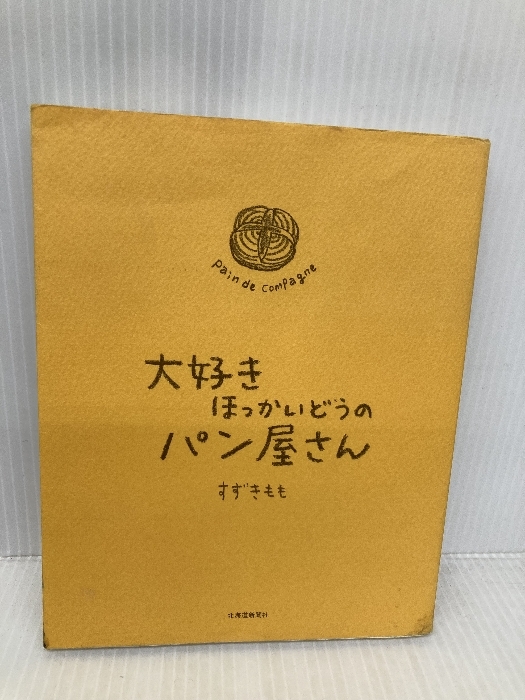 Pain de compagne
大好き
ほっかいどうの
パン屋さん
すずきもも
北海道新聞社